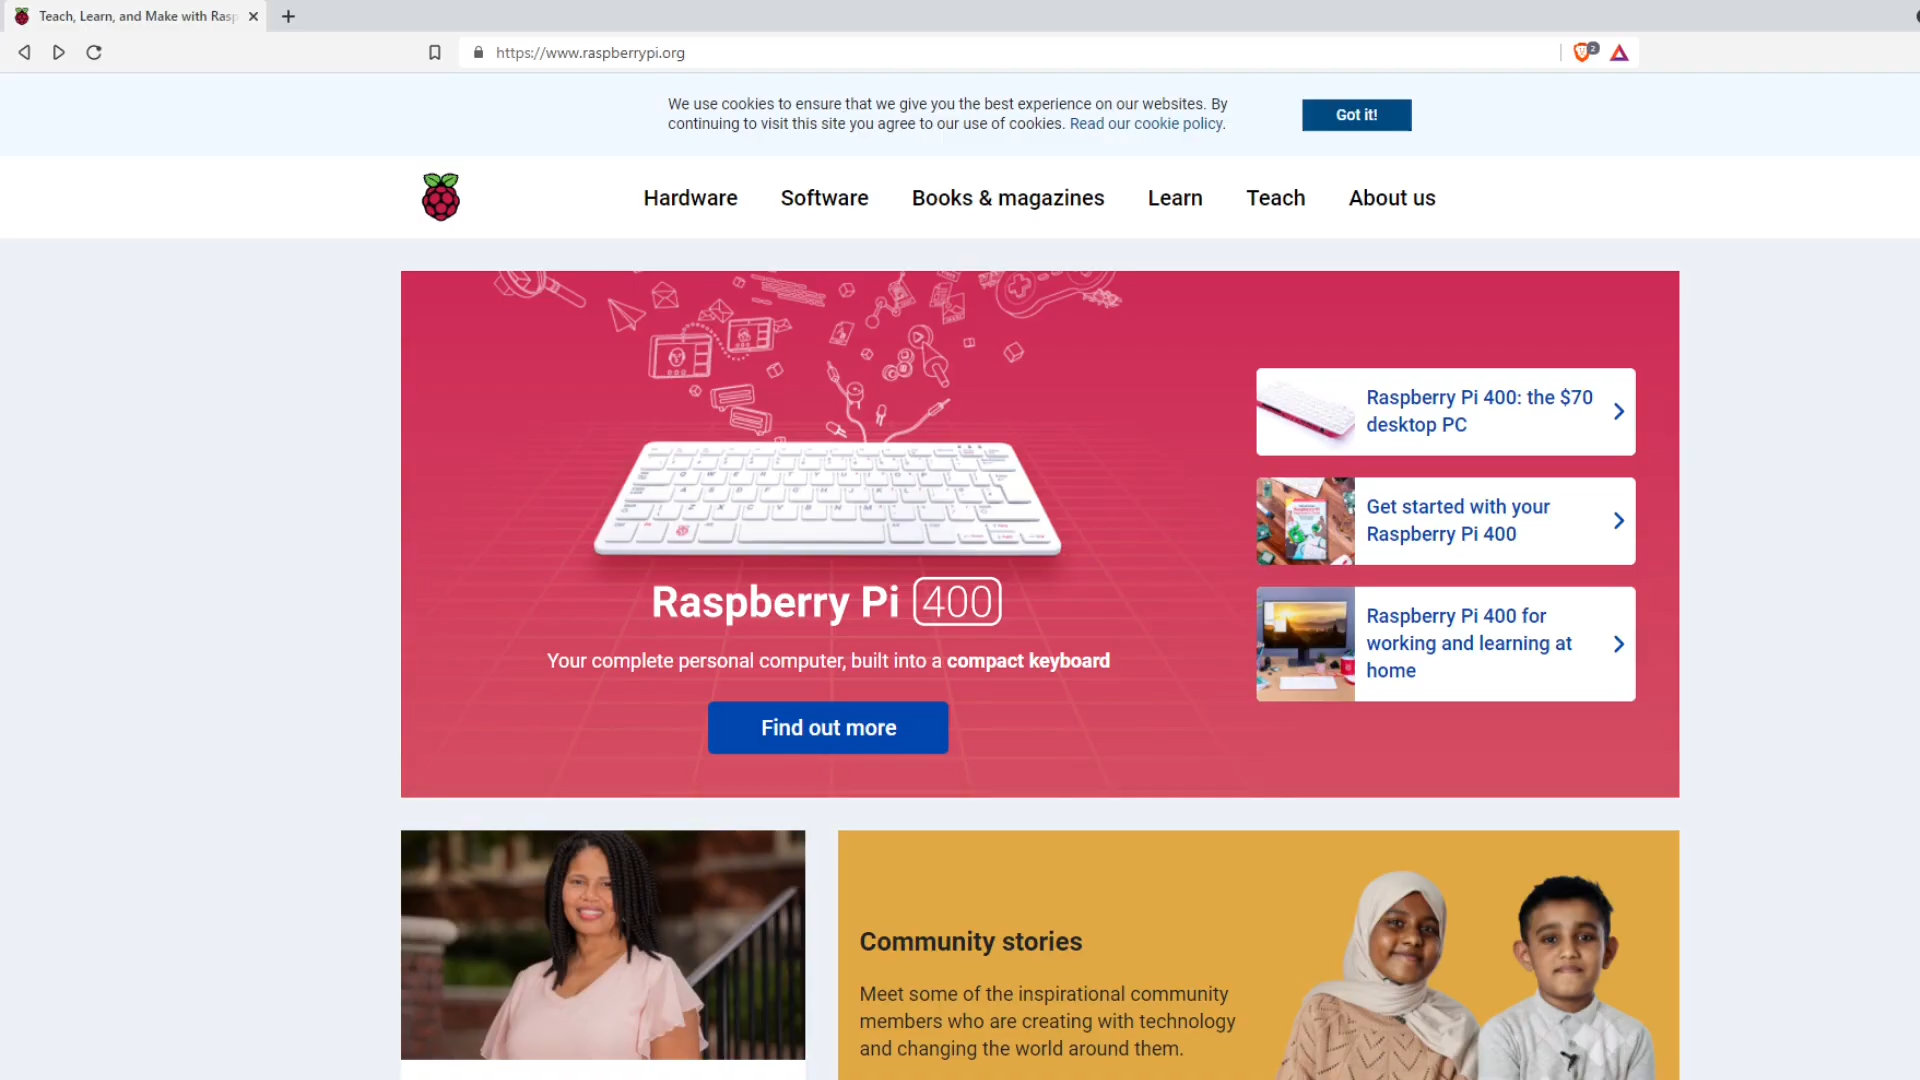 Teach, Learn, and Make with Rasp
https://www.raspberrypi.org
2
We use cookies to ensure that we give you the best experience on our websites. By
continuing to visit this site you agree to our use of cookies. Read our cookie policy.
Got it!
Hardware
Software
Books & magazines
Learn
Teach
About us
Raspberry Pi 400
Your complete personal computer, built into a compact keyboard
Find out more
Raspberry Pi 400: the $70
desktop PC
Get started with your
Raspberry Pi 400
Raspberry Pi 400 for
working and learning at
home
Community stories
Meet some of the inspirational community
members who are creating with technology
and changing the world around them.